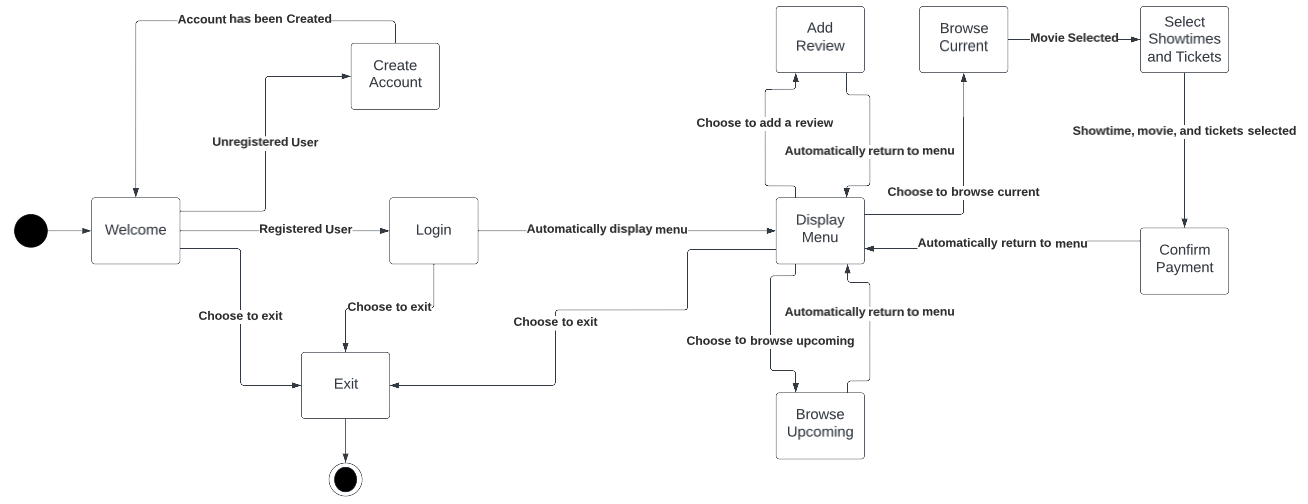 Account has been Created
Create
Account
Unregistered User
Welcome
Registered User
Login
Automatically display menu
Choose to exit
Choose to exit
Choose to exit
Exit
Add
Review
Choose to add a review
Automatically return to menu
Display
Menu
Choose to browse upcoming
Automatically return to menu
Browse
Upcoming
Browse
Current
Choose to browse current
Movie Selected
Select
Showtimes
and Tickets
Showtime, movie, and tickets selected
Confirm
Payment
Automatically return to menu